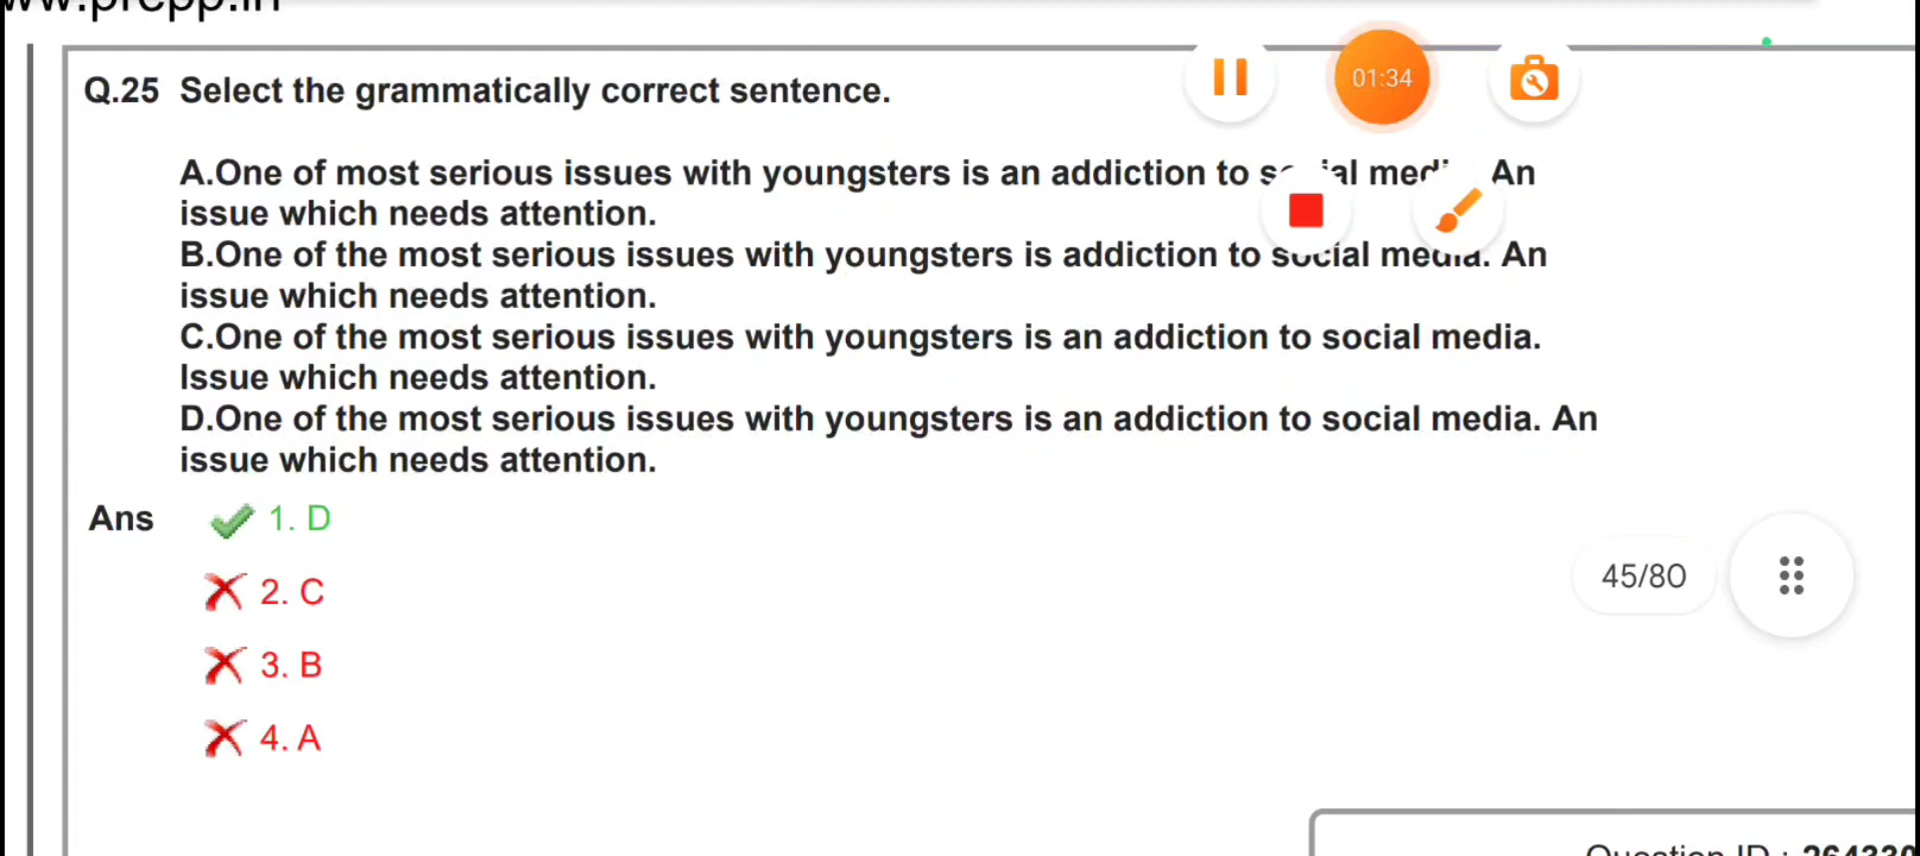 Q.25 Select the grammatically correct sentence.
01:34
A.One of most serious issues with youngsters is an addiction to An
issue which needs attention.
B.One of the most serious issues with youngsters is addiction to social media. An
issue which needs attention.
C.One of the most serious issues with youngsters is an addiction to social media.
Issue which needs attention.
D.One of the most serious issues with youngsters is an addiction to social media. An
issue which needs attention.
Ans 1. D
2. C
45/80
3. B
4. A